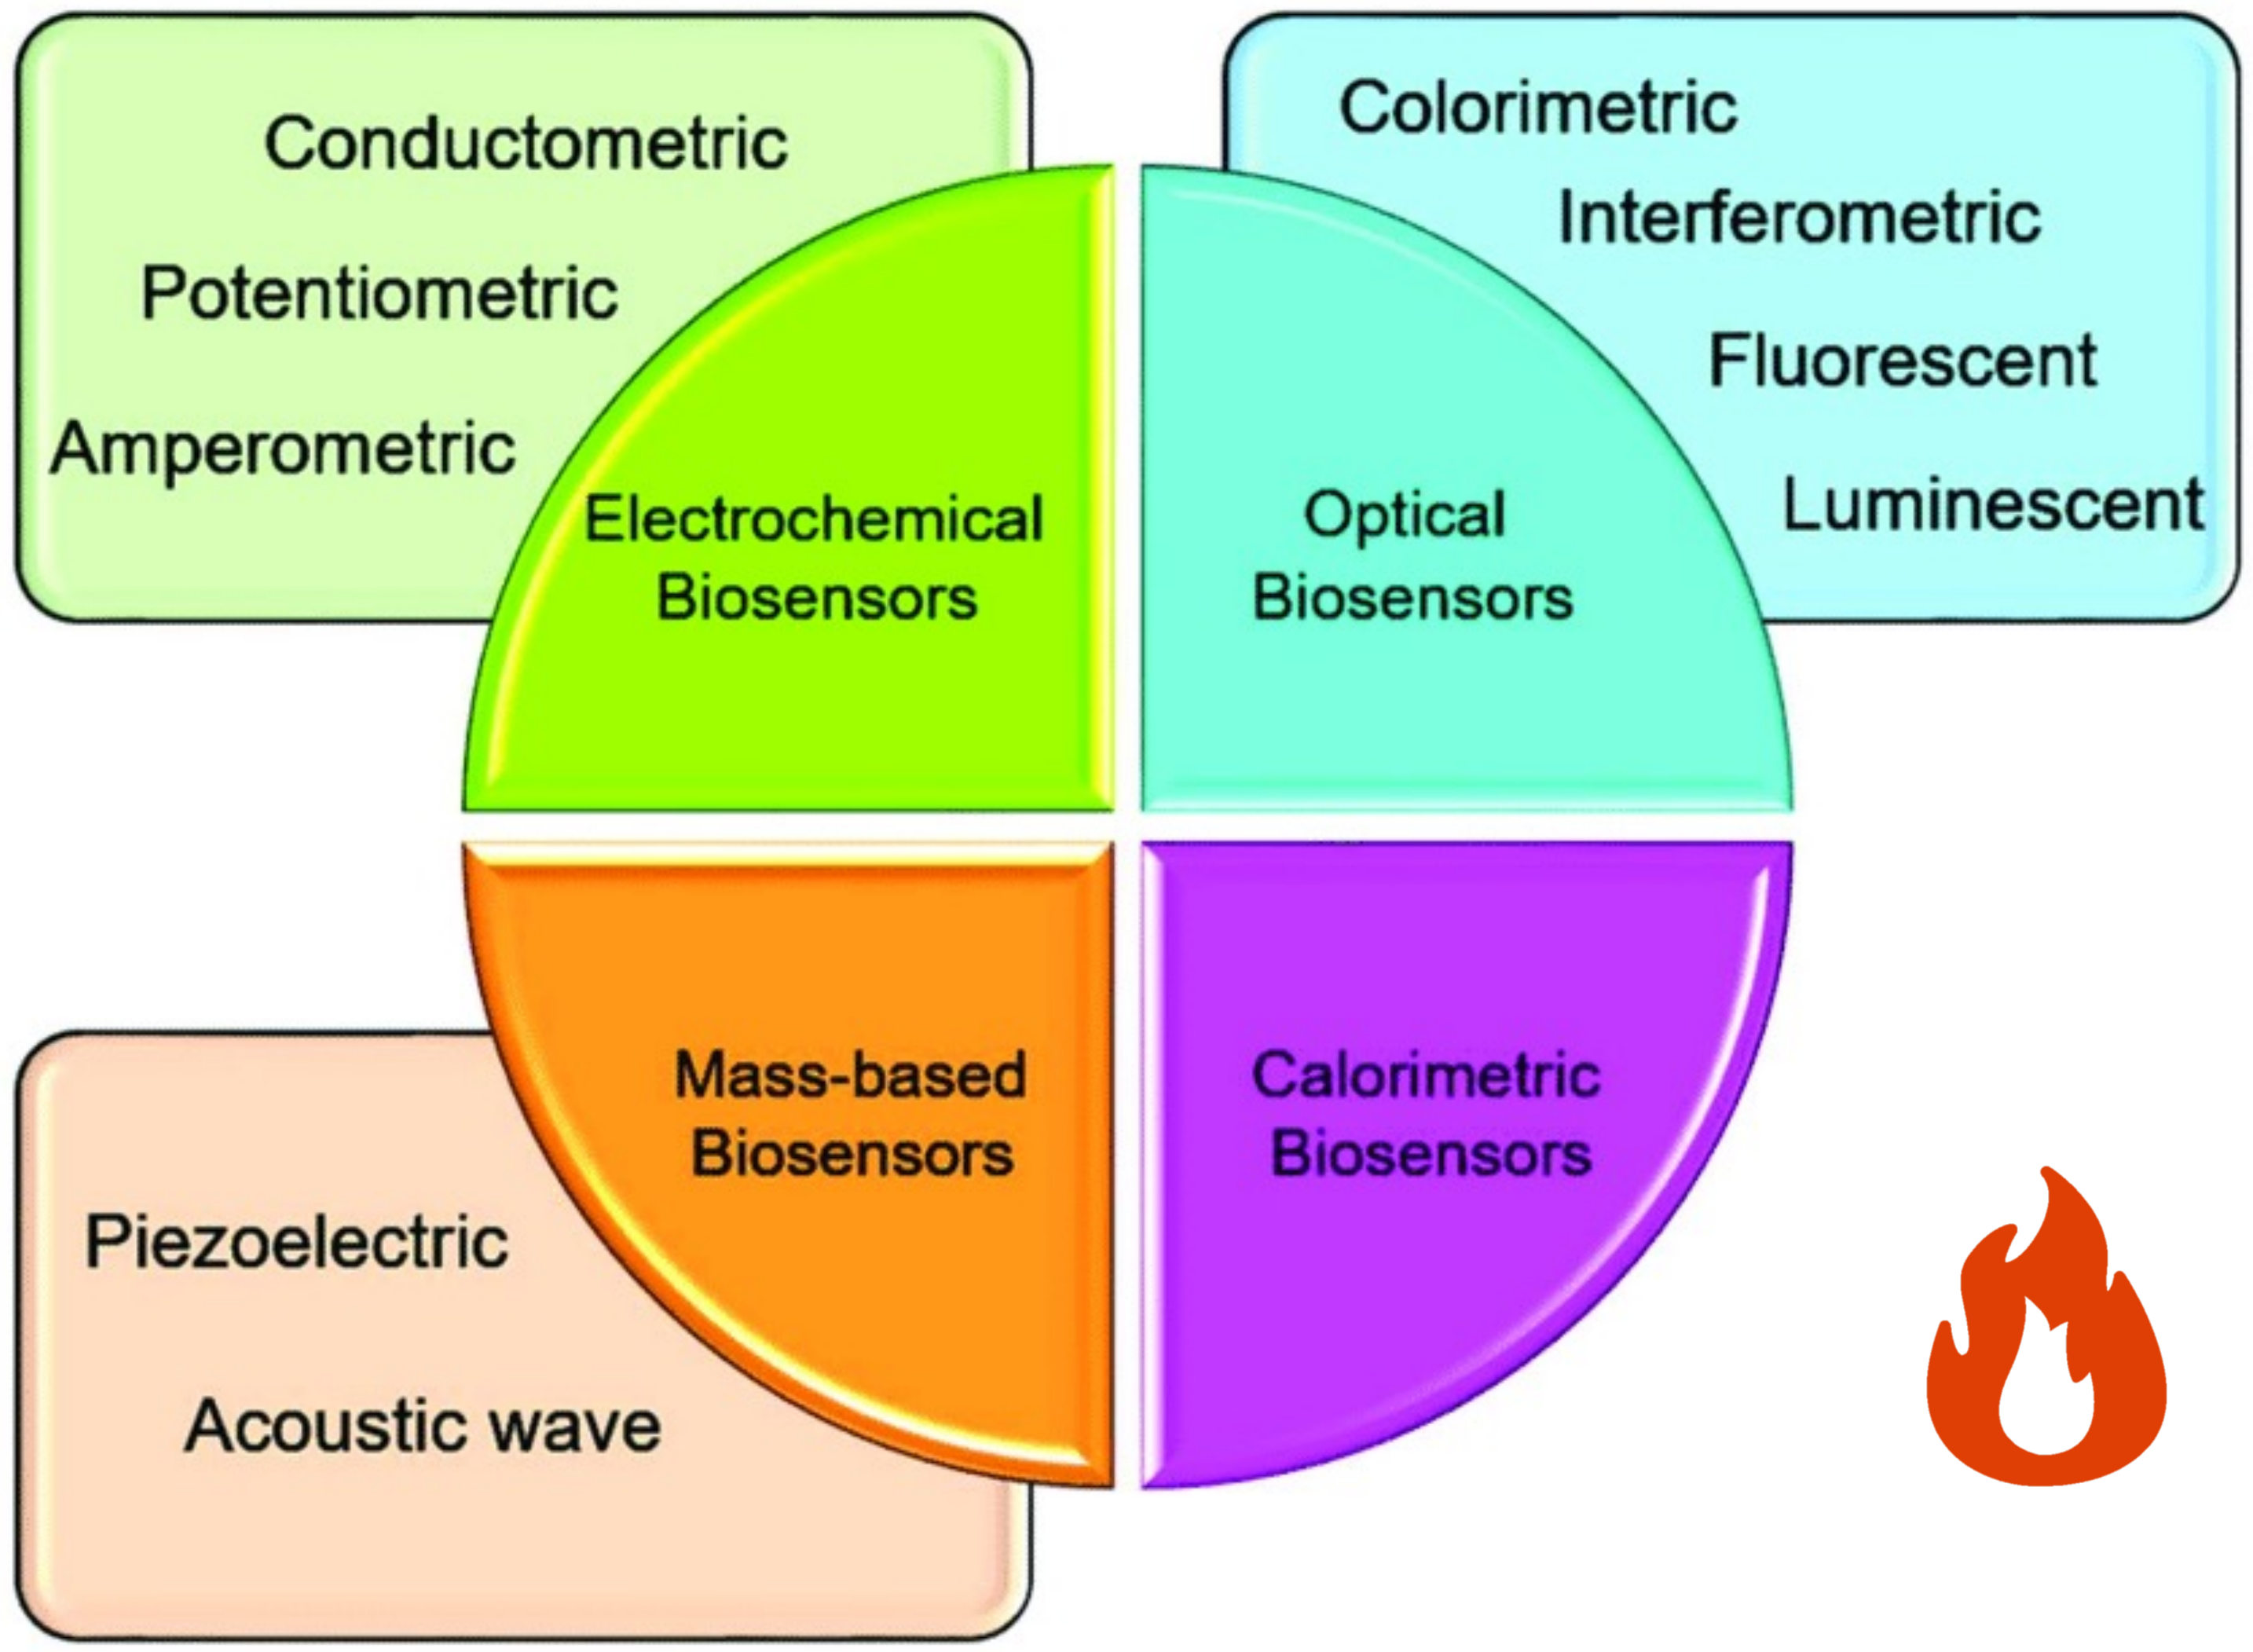 Conductometric
Potentiometric
Amperometric
Electrochemical
Biosensors
Colorimetric
Interferometric
Fluorescent
Luminescent
Optical
Biosensors
Mass-based
Biosensors
Piezoelectric
Acoustic wave
Calorimetric
Biosensors